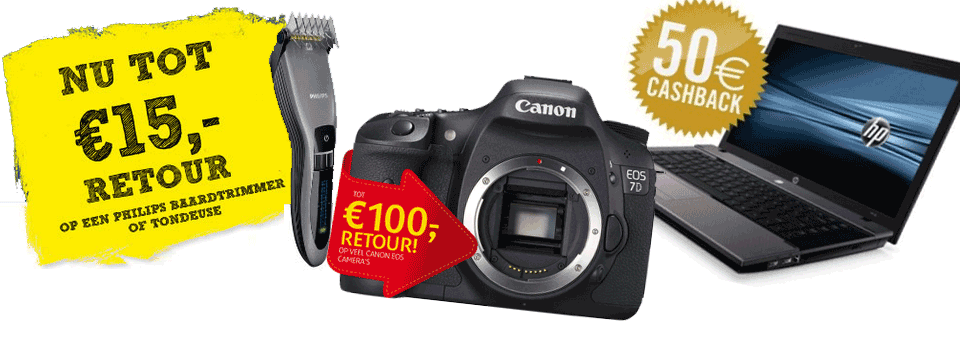 NU TOT
€15,-
RETOUR
OP EEN PHILIPS BAARDTRIMMER
OF TONDEUSE
PHILIPS
TOT
€100,-
RETOUR!
OP VEEL CANON EOS
CAMERA'S
Canon
EOS
7D
50€
CASHBACK
hp